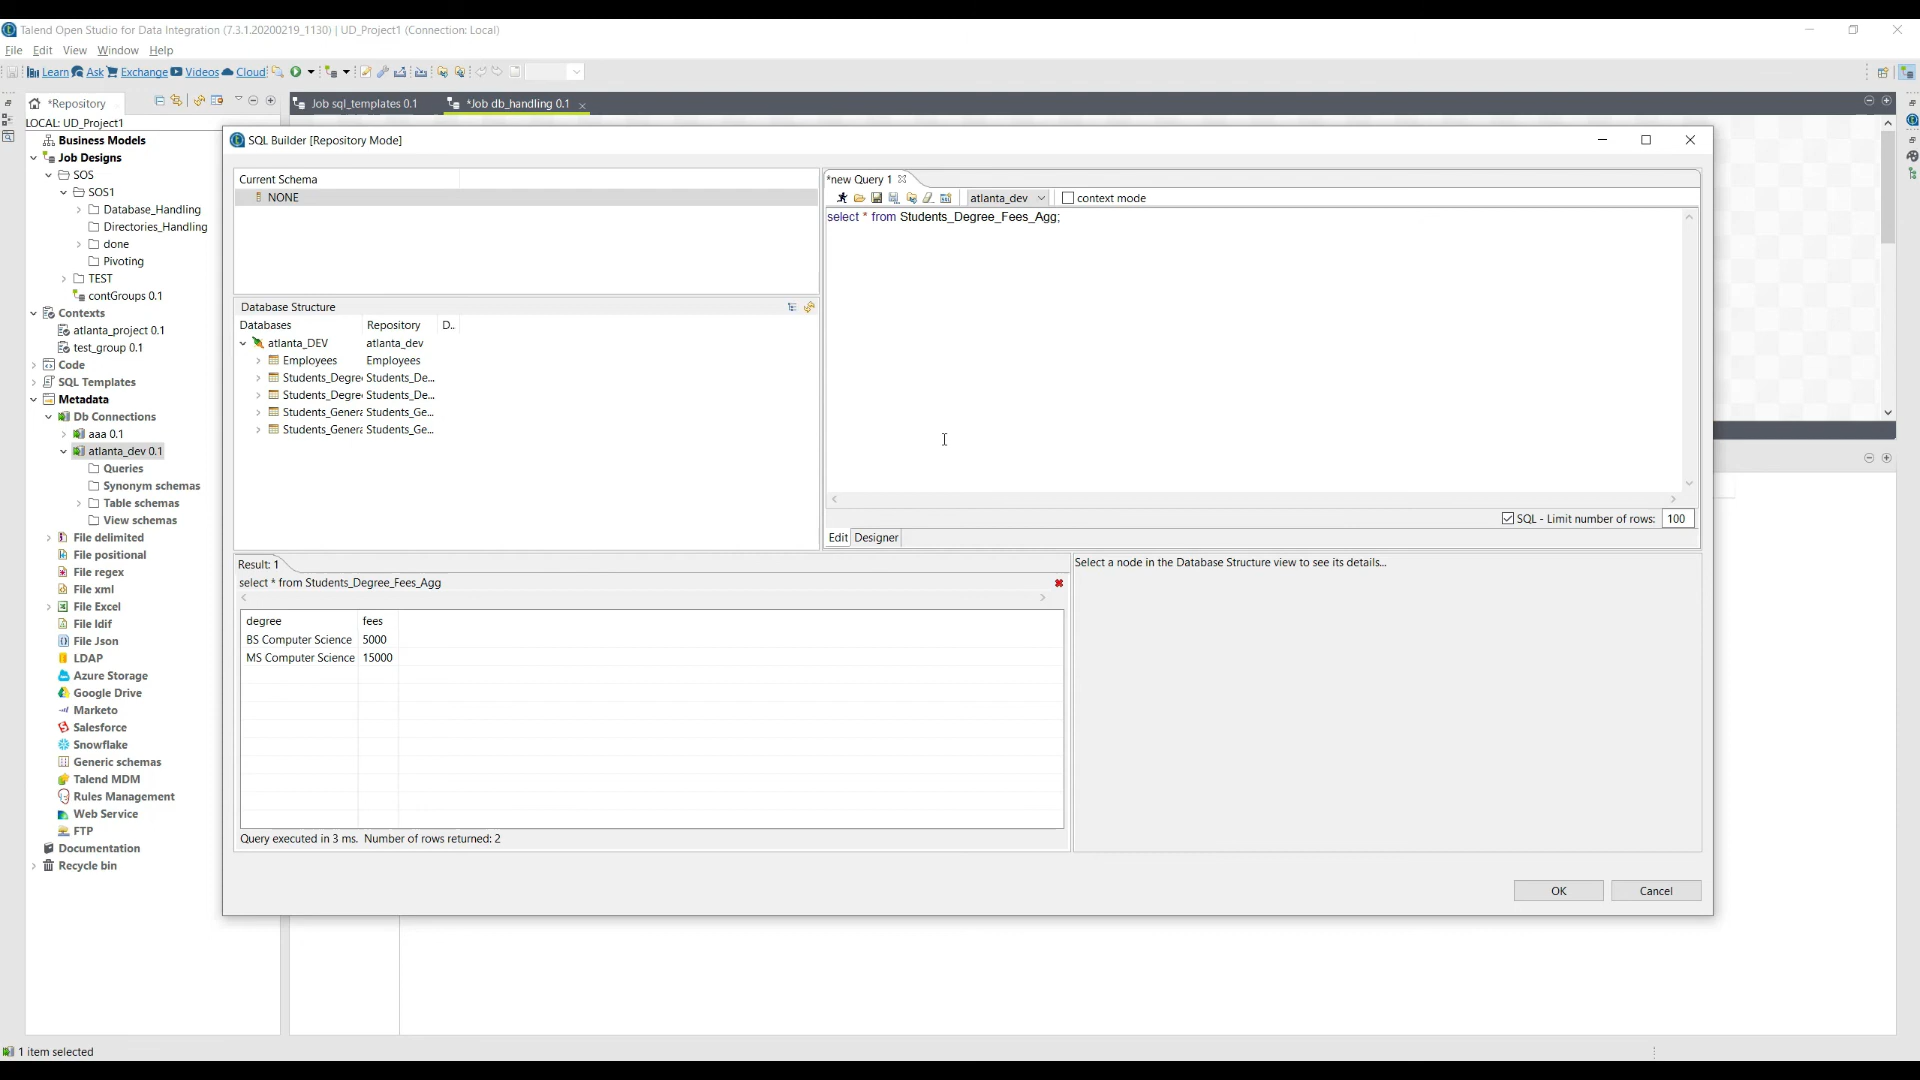 Talend Open Studio for Data Integration (7.3.1.20200219_1130) | UD_Project1 (Connection: Local)
File Edit View Window Help
Learn Ask Exchange Videos Cloud
*Repository
Job sql_templates 0.1
*Job db_handling 0.1
LOCAL: UD_Project1
Business Models
Job Designs
SOS
SOS1
Database_Handling
Directories_Handling
done
Pivoting
TEST
contGroups 0.1
Contexts
atlanta_project 0.1
test_group 0.1
Code
SQL Templates
Metadata
Db Connections
aaa 0.1
atlanta_dev 0.1
Queries
Synonym schemas
Table schemas
View schemas
File delimited
File positional
File regex
File xml
File Excel
File ldif
File Json
LDAP
Azure Storage
Google Drive
Marketo
Salesforce
Snowflake
Generic schemas
Talend MDM
Rules Management
Web Service
FTP
Documentation
Recycle bin
SQL Builder [Repository Mode]
Current Schema
NONE
Database Structure
Databases Repository D..
atlanta_DEV atlanta_dev
Employees Employees
Students_Degre Students_De...
Students_Degre Students_De...
Students_Genera Students_Ge...
Students_Genera Students_Ge...
*new Query 1
atlanta_dev context mode
select * from Students_Degree_Fees_Agg;
SQL - Limit number of rows: 100
Edit Designer
Result: 1
select * from Students_Degree_Fees_Agg
degree fees
BS Computer Science 5000
MS Computer Science 15000
Query executed in 3 ms. Number of rows returned: 2
Select a node in the Database Structure view to see its details...
OK Cancel
1 item selected